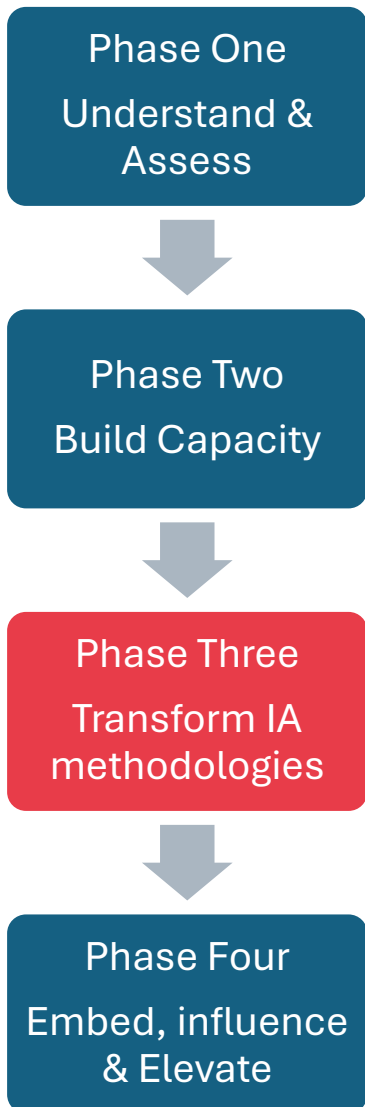 Phase One
Understand &
Assess
Phase Two
Build Capacity
Phase Three
Transform IA
methodologies
Phase Four
Embed, influence
& Elevate